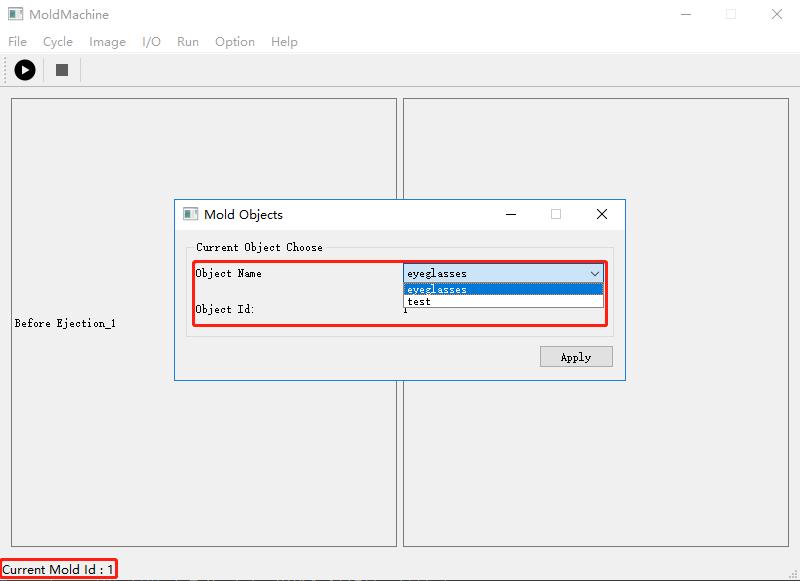 MoldMachine
File Cycle Image I/O Run Option Help
Mold Objects
Current Object Choose
Object Name eyeglasses
eyeglasses
test
Object Id:
Before Ejection_1
Apply
Current Mold Id : 1